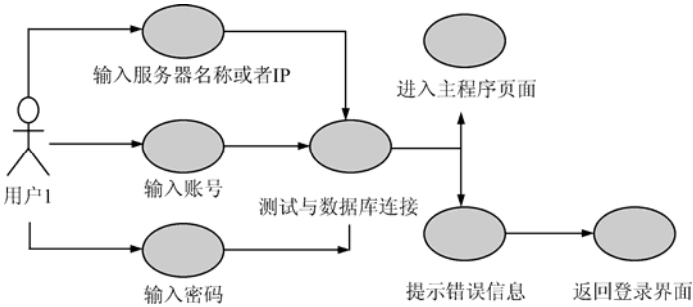 输入服务器名称或者IP
进入主程序页面
用户1
输入账号
测试与数据库连接
输入密码
提示错误信息
返回登录界面